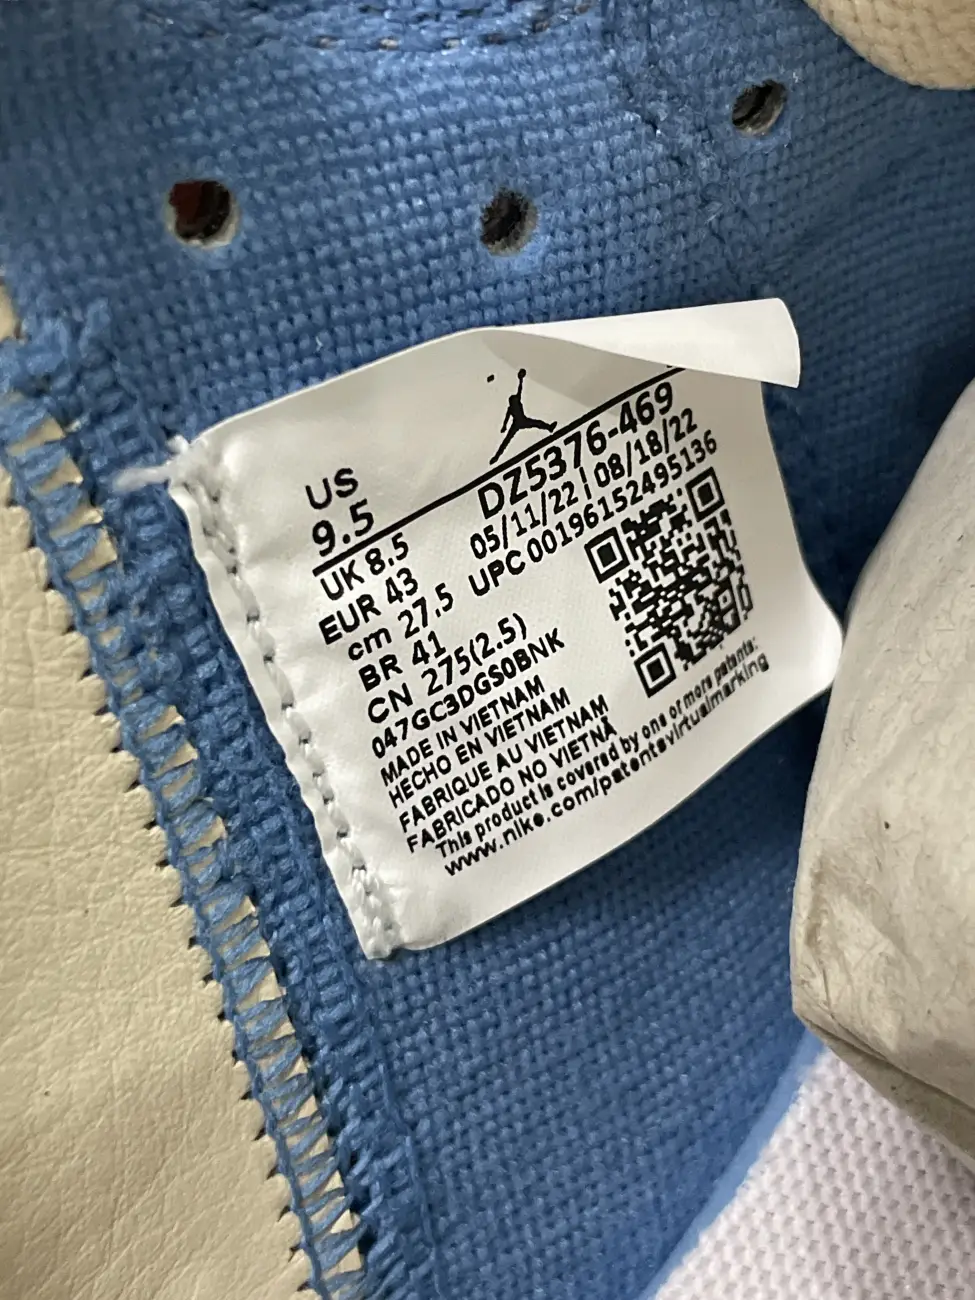 US
9.5
UK 8.5
EUR 43
cm 27.5
BR 41
CN 275(2.5)
047GC3DGS0BNK
MADE IN VIETNAM
HECHO EN VIETNAM
FABRIQUE AU VIETNAM
FABRICADO NO VIETNÃ
This product is covered by one or more patents:
www.nike.com/patentsvirtualmarking
DZ5376-469
05/11/22 | 08/18/22
UPC 00196152495136